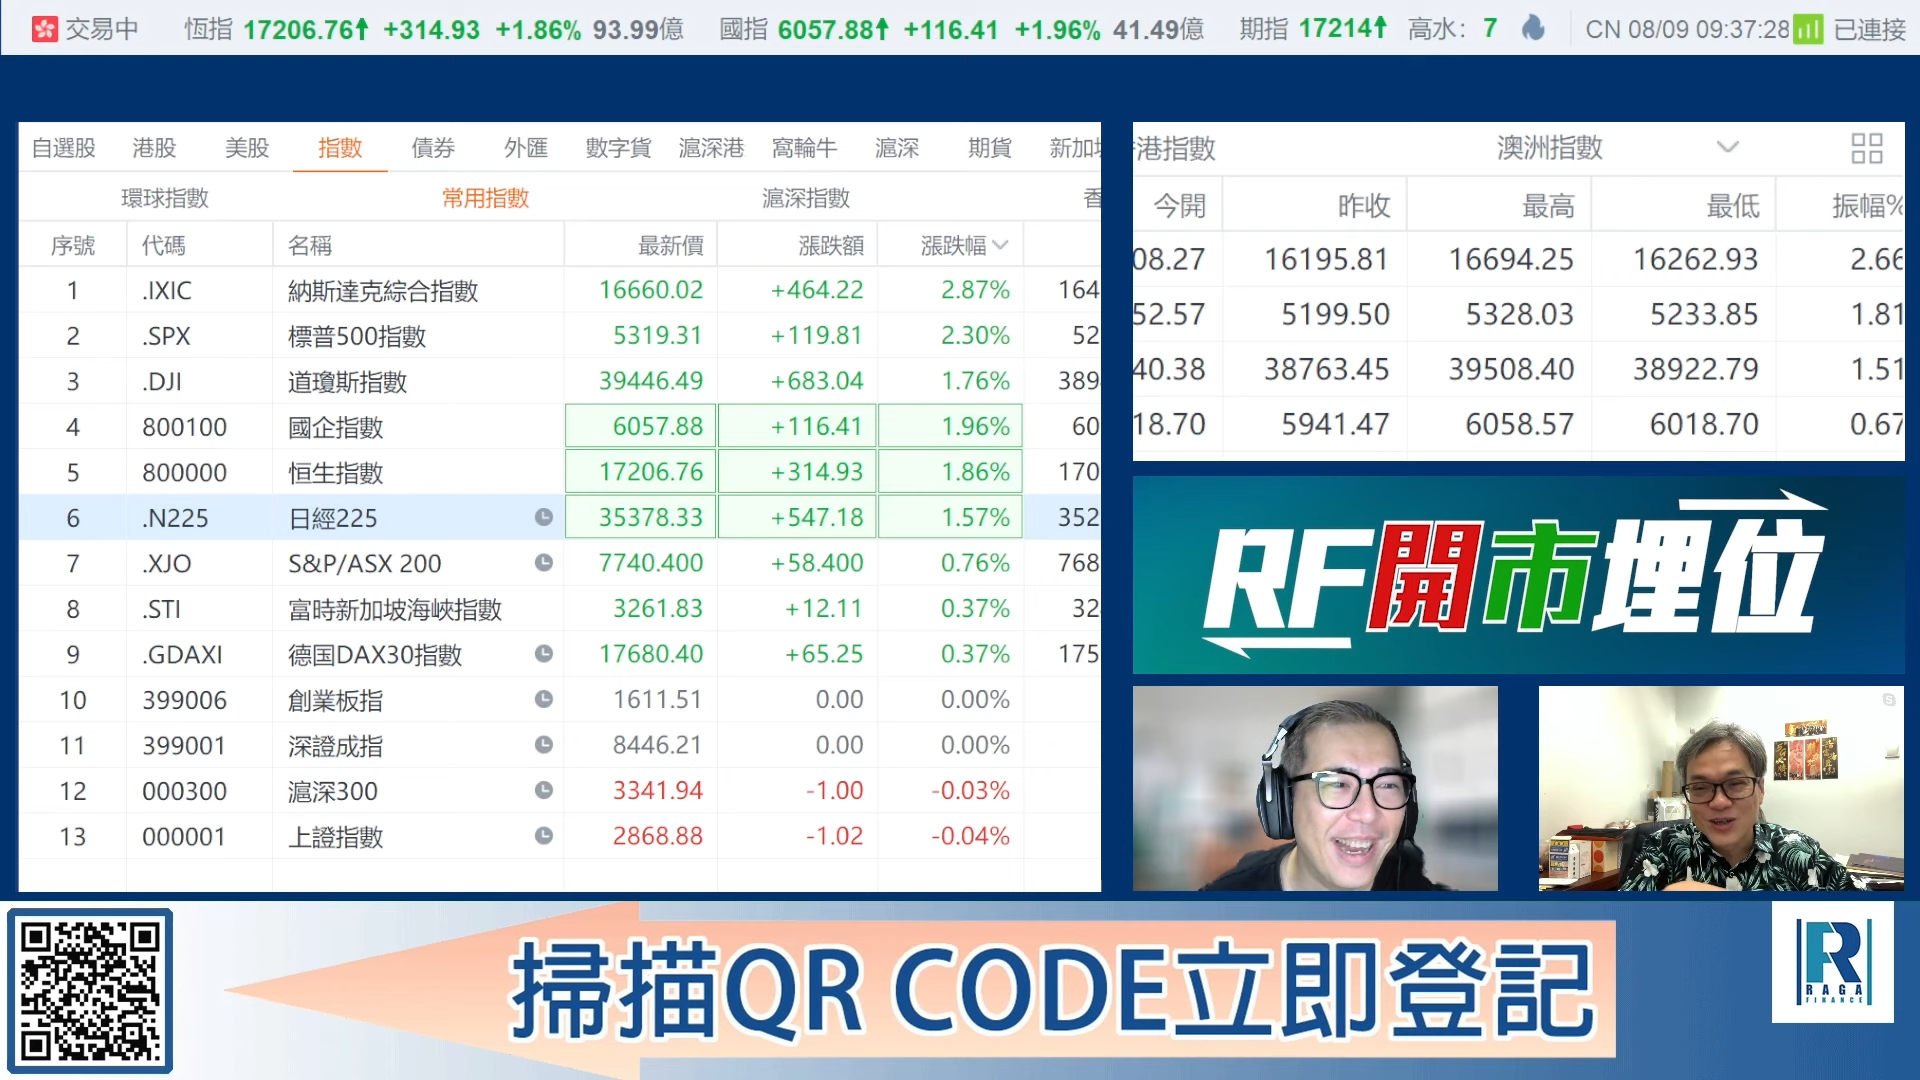 交易中 恆指 17206.76 +314.93 +1.86% 93.99億 國指 6057.88 +116.41 +1.96% 41.49億 期指 17214 高水: 7 CN 08/09 09:37:28 已連接
自選股 港股 美股 指數 債券 外匯 數字貨 滬深港 窩輪牛 滬深 期貨 新加
環球指數 常用指數 滬深指數
序號 代碼 名稱 最新價 漲跌額 漲跌幅
1 .IXIC 納斯達克綜合指數 16660.02 +464.22 2.87% 164
2 .SPX 標普500指數 5319.31 +119.81 2.30% 52
3 .DJI 道瓊斯指數 39446.49 +683.04 1.76% 389
4 800100 國企指數 6057.88 +116.41 1.96% 60
5 800000 恒生指數 17206.76 +314.93 1.86% 170
6 .N225 日經225 35378.33 +547.18 1.57% 352
7 .XJO S&P/ASX 200 7740.400 +58.400 0.76% 768
8 .STI 富時新加坡海峽指數 3261.83 +12.11 0.37% 32
9 .GDAXI 德国DAX30指數 17680.40 +65.25 0.37% 175
10 399006 創業板指 1611.51 0.00 0.00%
11 399001 深證成指 8446.21 0.00 0.00%
12 000300 滬深300 3341.94 -1.00 -0.03%
13 000001 上證指數 2868.88 -1.02 -0.04%
港指數 澳洲指數
今開 昨收 最高 最低 振幅%
08.27 16195.81 16694.25 16262.93 2.66
52.57 5199.50 5328.03 5233.85 1.81
40.38 38763.45 39508.40 38922.79 1.51
18.70 5941.47 6058.57 6018.70 0.67
RF開市埋位
掃描QR CODE立即登記
RAGA
FINANCE